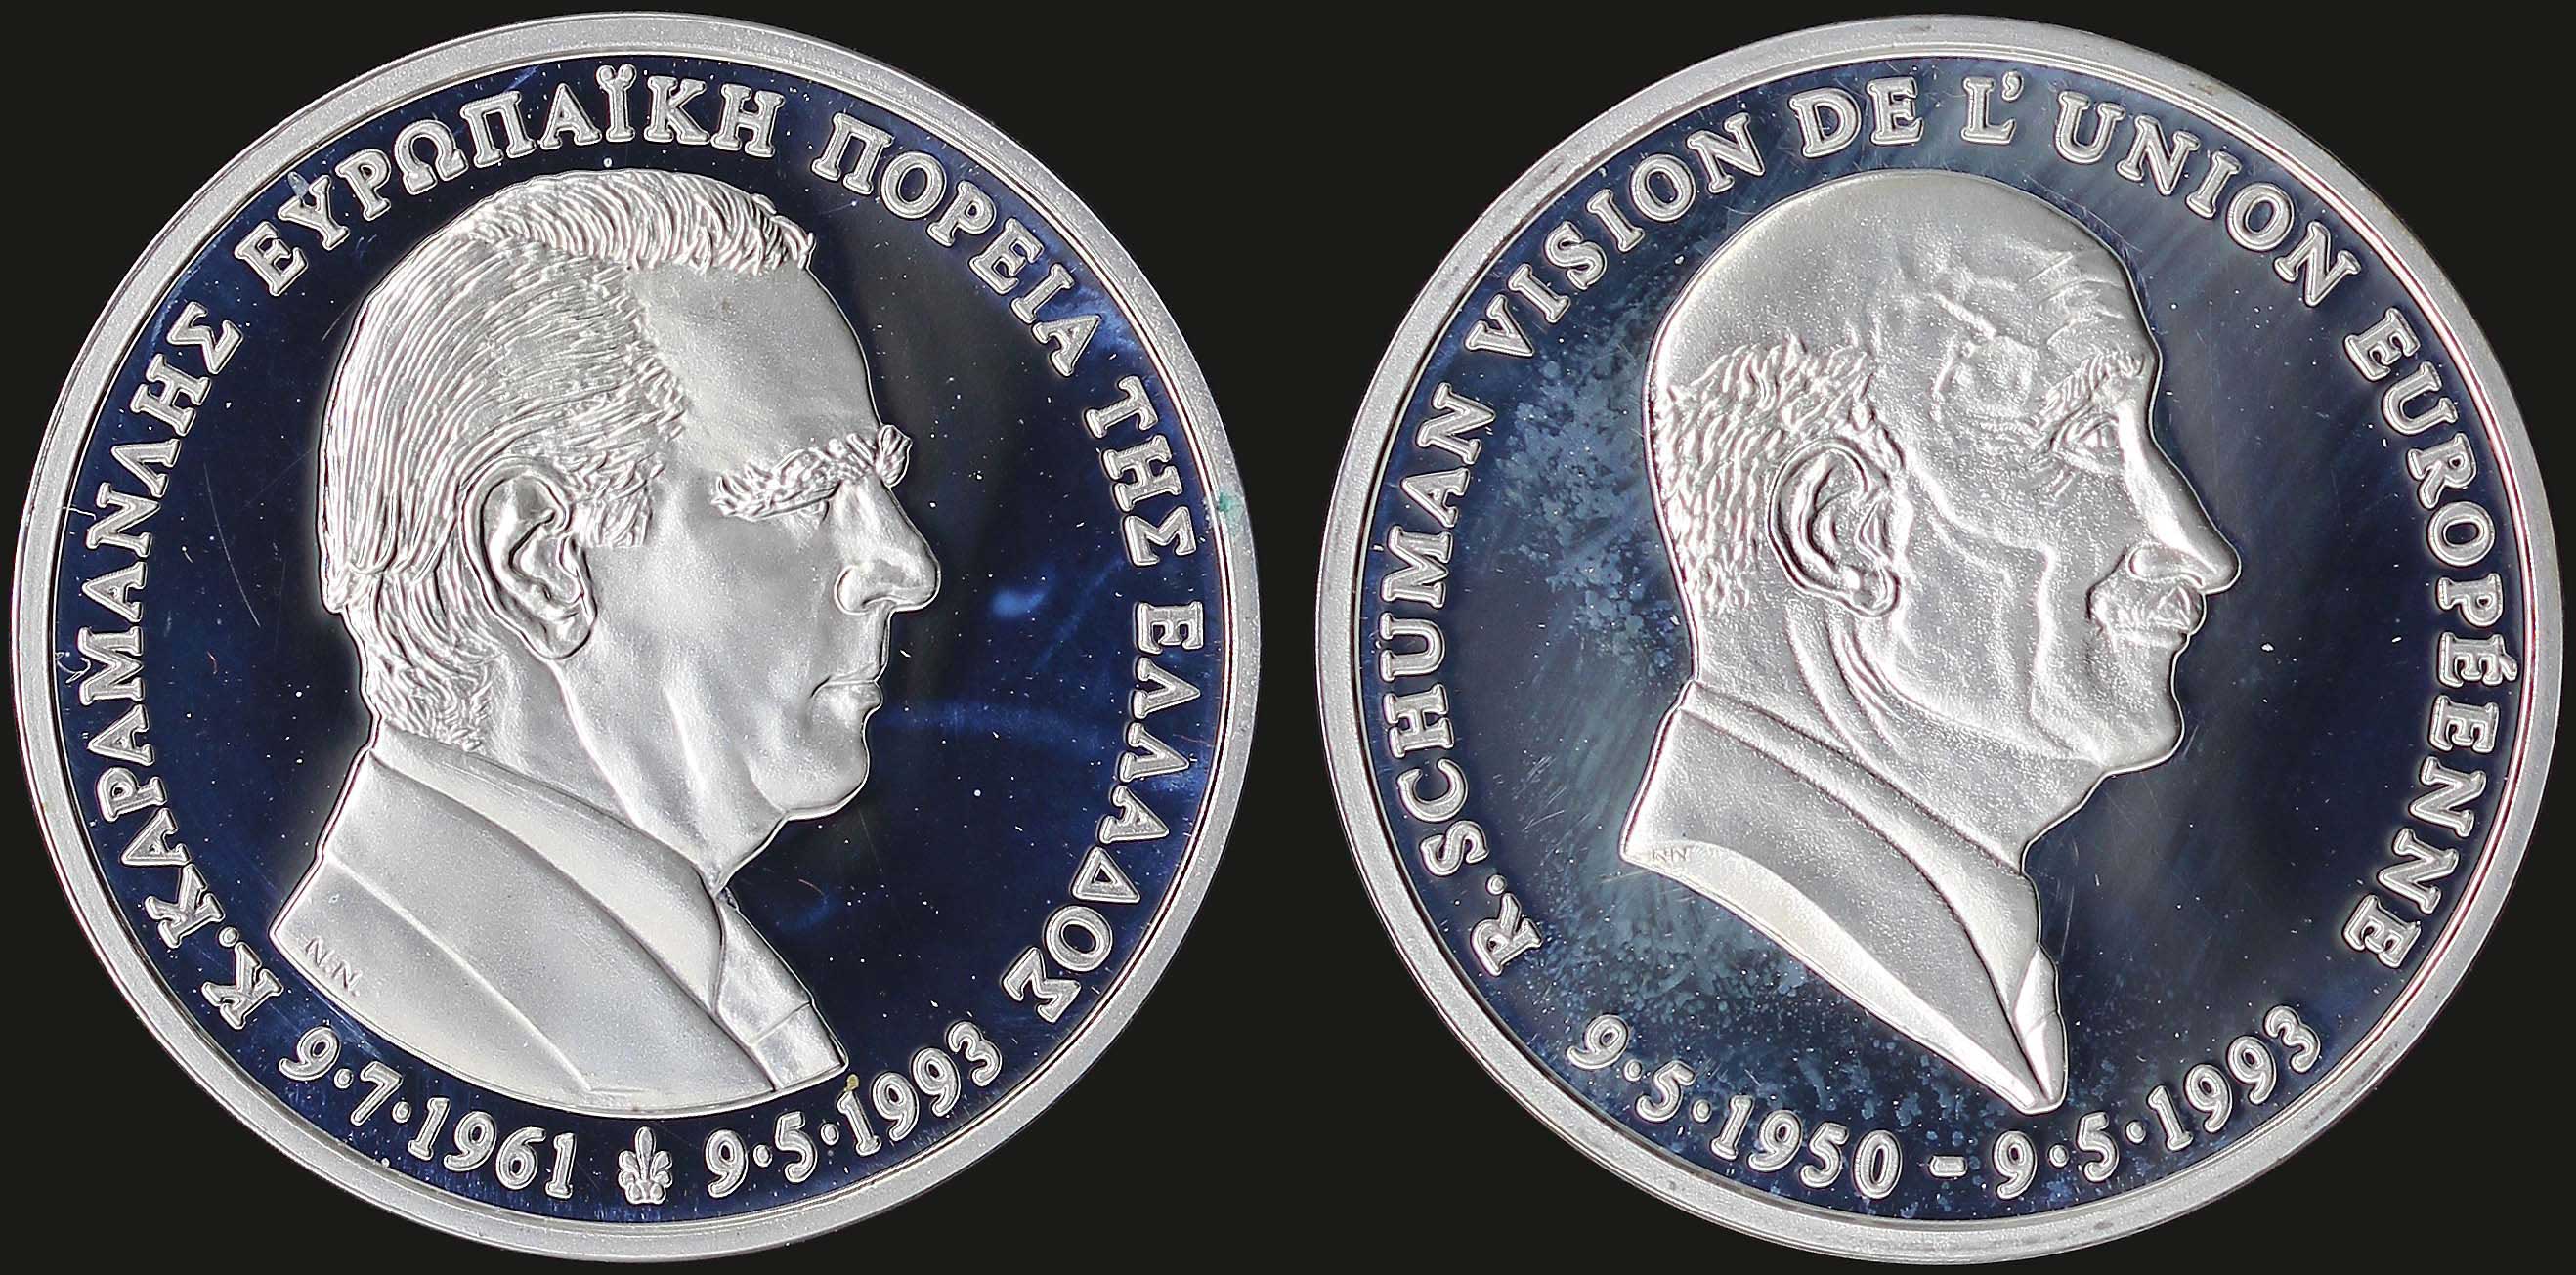 Κ.ΚΑΡΑΜΑΝΛΗΣ ΕΥΡΩΠΑΪΚΗ ΠΟΡΕΙΑ ΤΗΣ ΕΛΛΑΔΟΣ
9·7·1961 9·5·1993
N.N.
R.SCHUMAN VISION DE L'UNION EUROPÉENNE
9·5·1950 - 9·5·1993
N.N